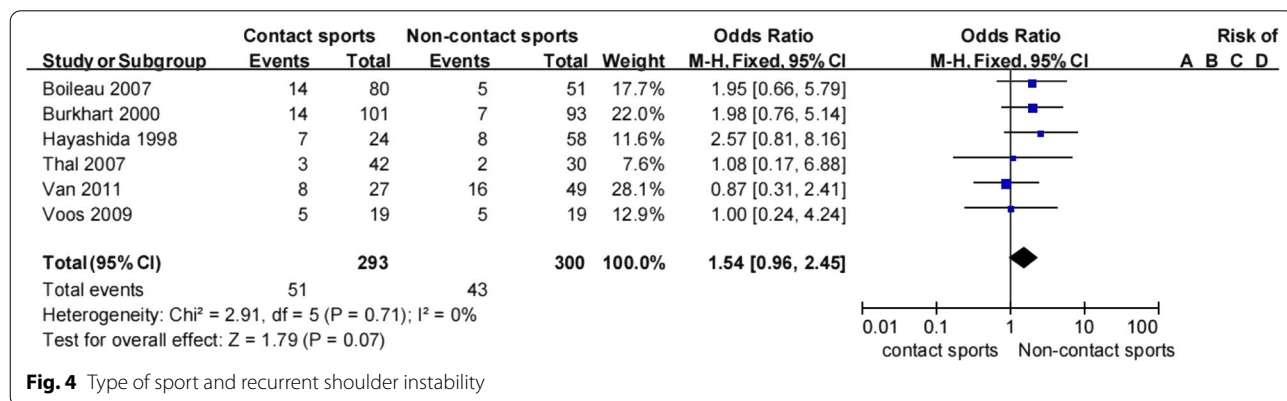 Contact sports Non-contact sports Odds Ratio Odds Ratio Risk of
Study or Subgroup Events Total Events Total Weight M-H, Fixed, 95% CI M-H, Fixed, 95% CI A B C D
Boileau 2007 14 80 5 51 17.7% 1.95 [0.66, 5.79]
Burkhart 2000 14 101 7 93 22.0% 1.98 [0.76, 5.14]
Hayashida 1998 7 24 8 58 11.6% 2.57 [0.81, 8.16]
Thal 2007 3 42 2 30 7.6% 1.08 [0.17, 6.88]
Van 2011 8 27 16 49 28.1% 0.87 [0.31, 2.41]
Voos 2009 5 19 5 19 12.9% 1.00 [0.24, 4.24]
Total (95% CI) 293 300 100.0% 1.54 [0.96, 2.45]
Total events 51 43
Heterogeneity: Chi² = 2.91, df = 5 (P = 0.71); I² = 0%
Test for overall effect: Z = 1.79 (P = 0.07)
0.01 0.1 1 10 100
contact sports Non-contact sports
Fig. 4 Type of sport and recurrent shoulder instability